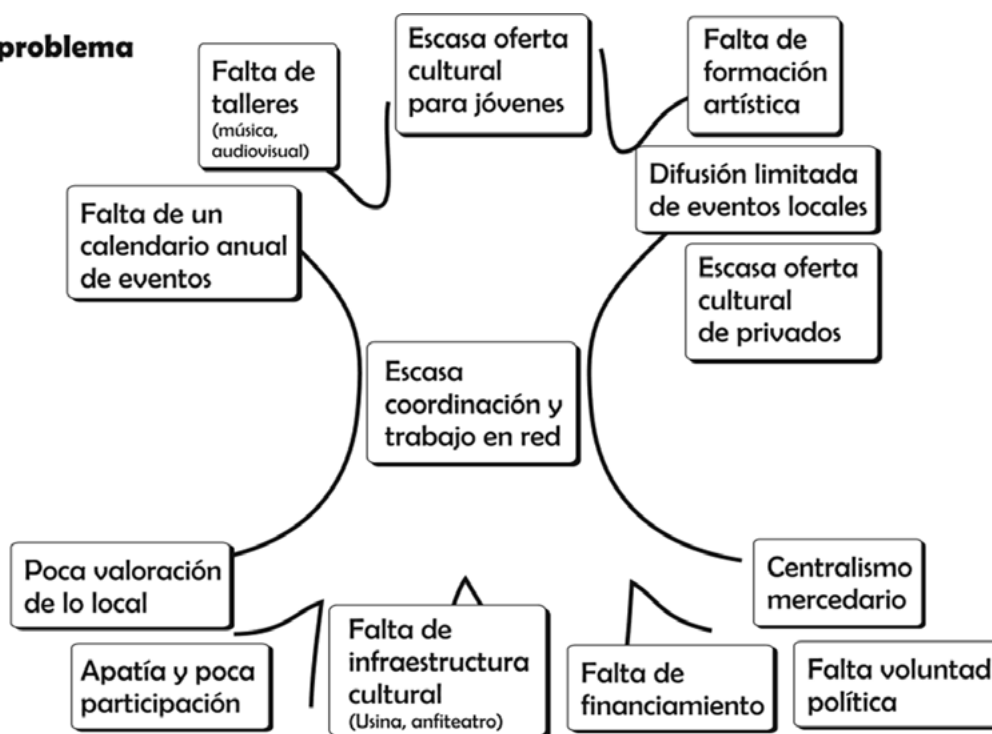 problema
Falta de
talleres
(música,
audiovisual)
Escasa oferta
cultural
para jóvenes
Falta de
formación
artística
Falta de un
calendario anual
de eventos
Difusión limitada
de eventos locales
Escasa oferta
cultural
de privados
Escasa
coordinación y
trabajo en red
Poca valoración
de lo local
Apatía y poca
participación
Falta de
infraestructura
cultural
(Usina, anfiteatro)
Falta de
financiamiento
Centralismo
mercedario
Falta voluntad
política